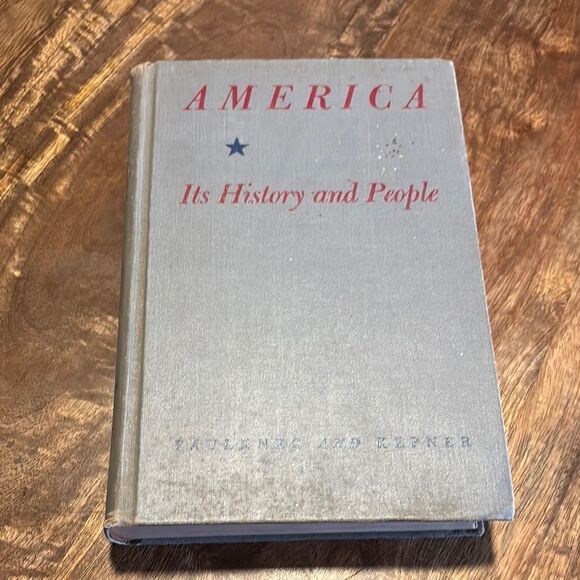 AMERICA
Its History and People
FAULKNER AND KEPNER